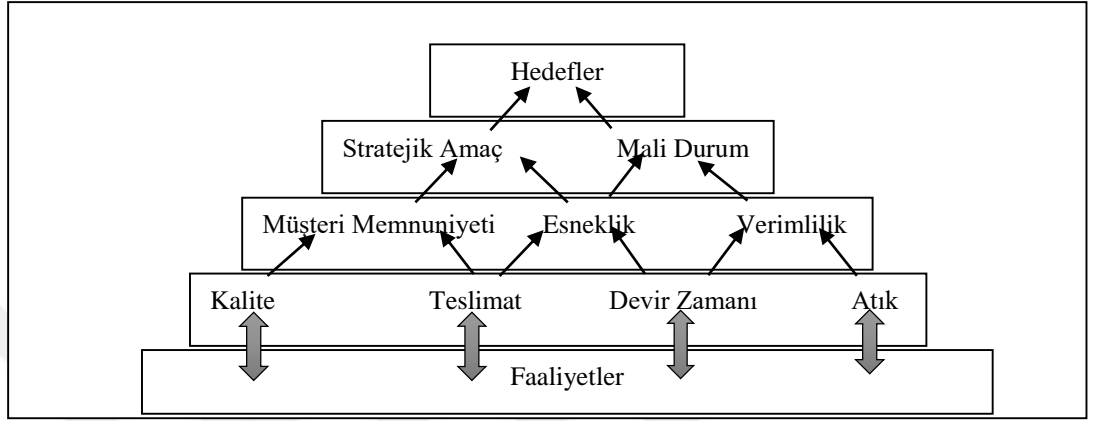 Hedefler
Stratejik Amaç Mali Durum
Müşteri Memnuniyeti Esneklik Verimlilik
Kalite Teslimat Devir Zamanı Atık
Faaliyetler